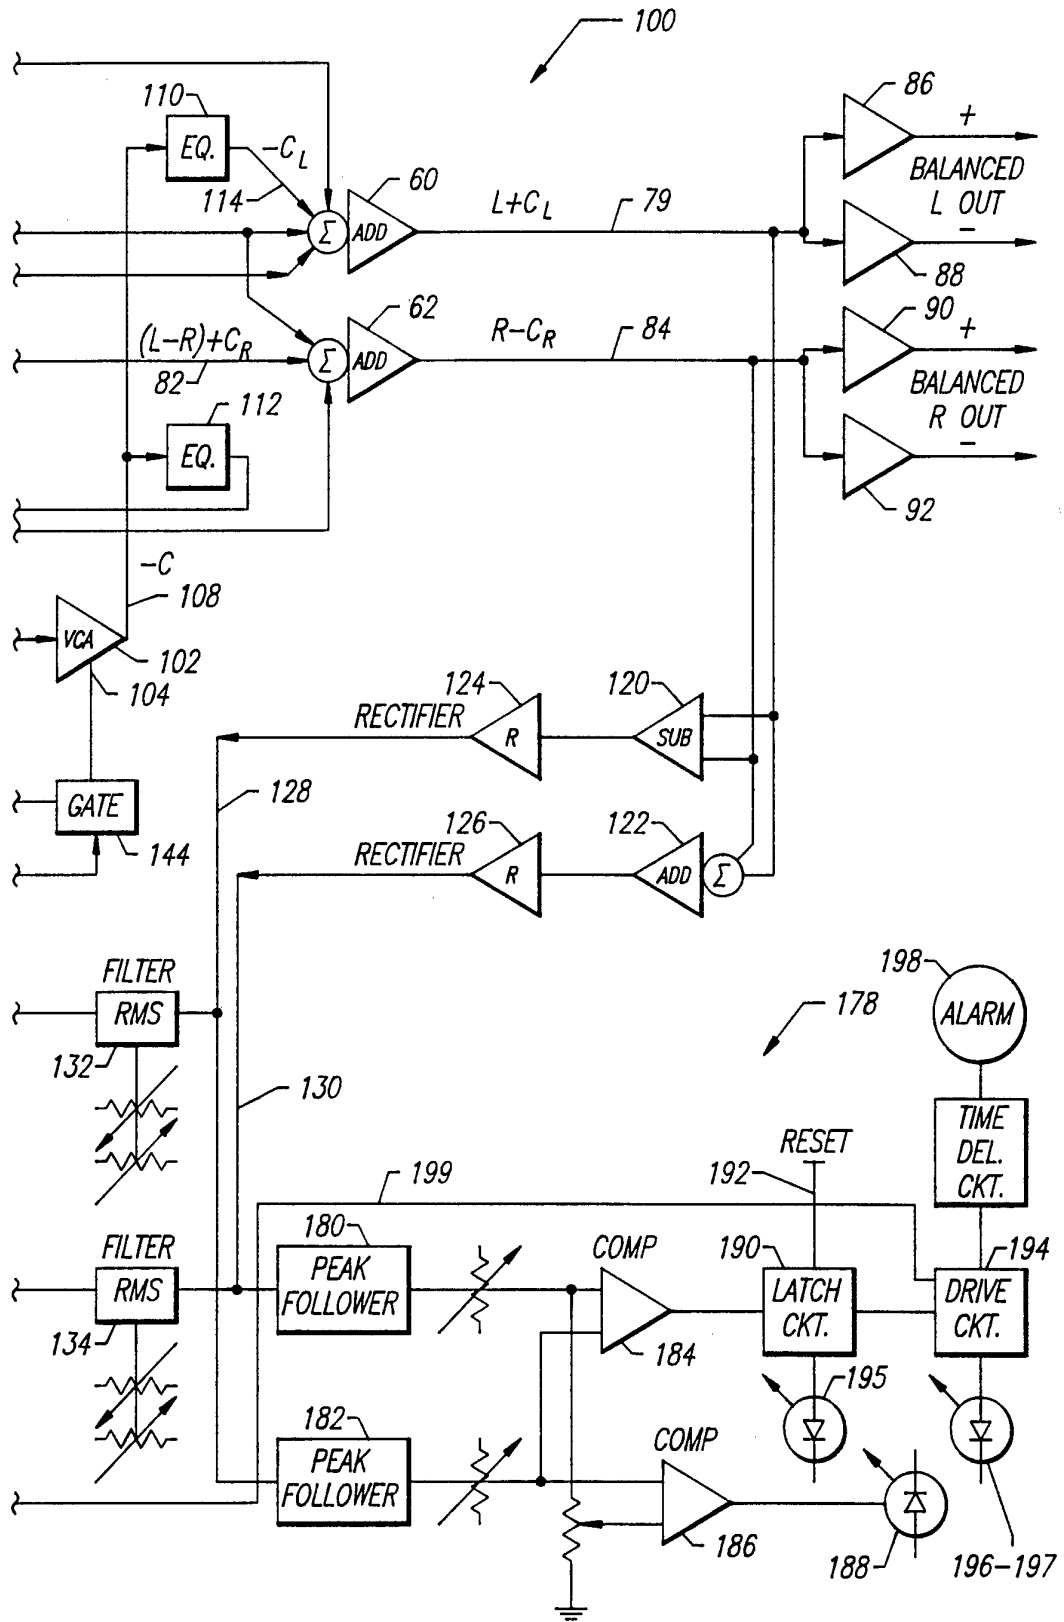 100
110
EQ.
-C_L
114
60
Σ
ADD
L+C_L
79
86
+
BALANCED
L OUT
-
88
62
(L-R)+C_R
82
Σ
ADD
R-C_R
84
90
+
BALANCED
R OUT
-
92
112
EQ.
-C
108
VCA
102
104
GATE
144
RECTIFIER
124
R
120
SUB
128
RECTIFIER
126
R
122
ADD
Σ
FILTER
RMS
132
130
178
198
ALARM
TIME
DEL.
CKT.
RESET
192
199
FILTER
RMS
134
180
PEAK
FOLLOWER
COMP
184
190
LATCH
CKT.
194
DRIVE
CKT.
195
182
PEAK
FOLLOWER
COMP
186
188
196-197